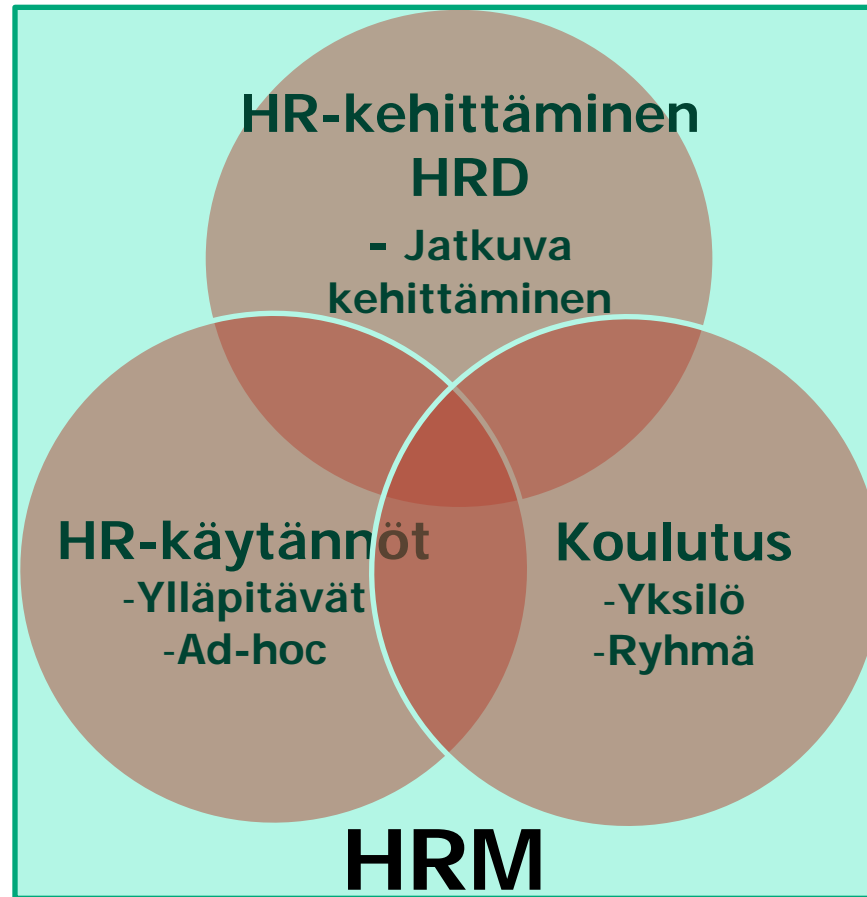 HR-kehittäminen
HRD
- Jatkuva
kehittäminen
HR-käytännöt
-Ylläpitävät
-Ad-hoc
Koulutus
-Yksilö
-Ryhmä
HRM